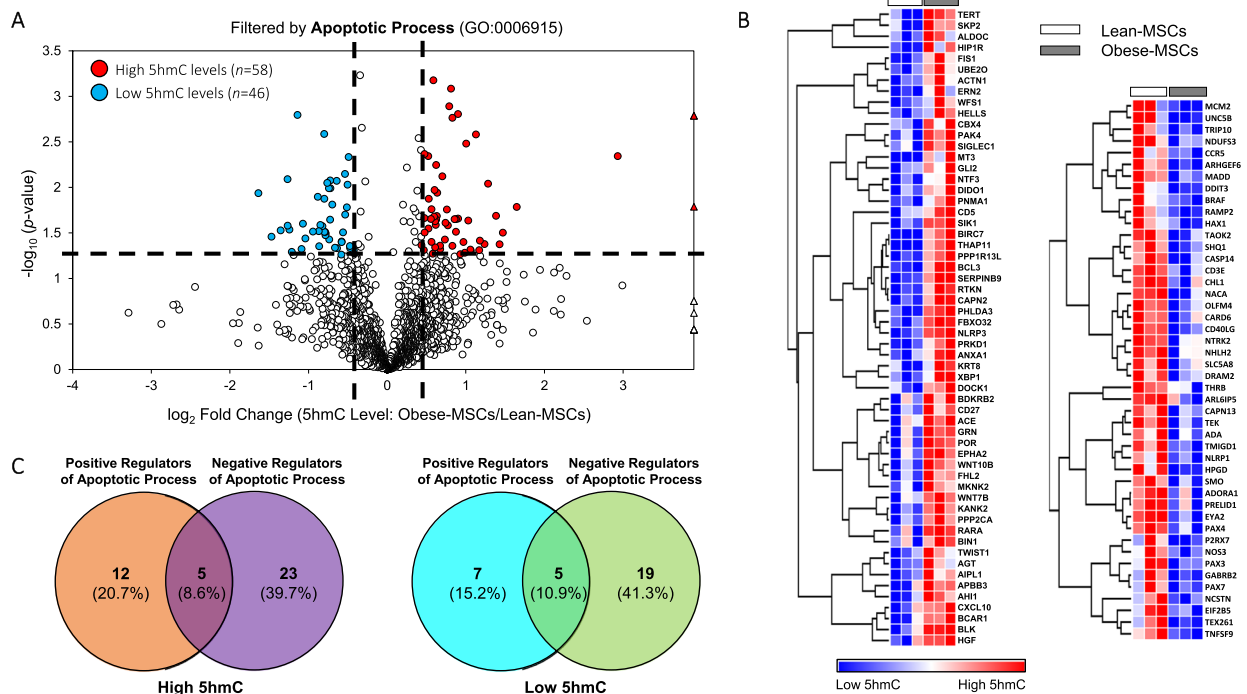 A
Filtered by Apoptotic Process (GO:0006915)
High 5hmC levels (n=58)
Low 5hmC levels (n=46)
-log10 (p-value)
3.5
3
2.5
2
1.5
1
0.5
0
-4 -3 -2 -1 0 1 2 3
log2 Fold Change (5hmC Level: Obese-MSCs/Lean-MSCs)
B
Lean-MSCs
Obese-MSCs
TERT
SKP2
ALDOC
HIP1R
FIS1
UBE2O
ACTN1
ERN2
WFS1
HELLS
CBX4
PAK4
SIGLEC1
MT3
GLI2
NTF3
DIDO1
PNMA1
CD5
SIK1
BIRC7
THAP11
PPP1R13L
BCL3
SERPINB9
RTKN
CAPN2
PHLDA3
FBXO32
NLRP3
PRKD1
ANXA1
KRT8
XBP1
DOCK1
BDKRB2
CD27
ACE
GRN
POR
EPHA2
WNT10B
FHL2
MKNK2
WNT7B
KANK2
PPP2CA
RARA
BIN1
TWIST1
AGT
AIPL1
APBB3
AHI1
CXCL10
BCAR1
BLK
HGF
MCM2
UNC5B
TRIP10
NDUFS3
CCR5
ARHGEF6
MADD
DDIT3
BRAF
RAMP2
HAX1
TAOK2
SHQ1
CASP14
CD3E
CHL1
NACA
OLFM4
CARD6
CD40LG
NTRK2
NHLH2
SLC5A8
DRAM2
THRB
ARL6IP5
CAPN13
TEK
ADA
TMIGD1
NLRP1
HPGD
SMO
ADORA1
PRELID1
EYA2
PAX4
P2RX7
NOS3
PAX3
GABRB2
PAX7
NCSTN
EIF2B5
TEX261
TNFSF9
Low 5hmC High 5hmC
C
Positive Regulators
of Apoptotic Process
Negative Regulators
of Apoptotic Process
12
(20.7%)
5
(8.6%)
23
(39.7%)
High 5hmC
Positive Regulators
of Apoptotic Process
Negative Regulators
of Apoptotic Process
7
(15.2%)
5
(10.9%)
19
(41.3%)
Low 5hmC